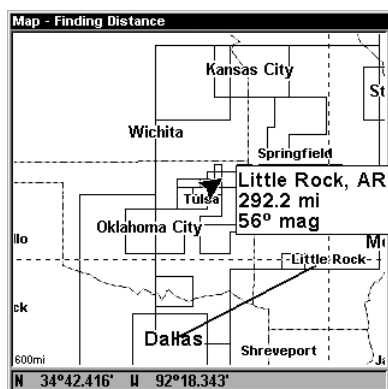 Map - Finding Distance
Kansas City
St
Wichita
Springfield
Tulsa
Little Rock, AR
292.2 mi
56º mag
Oklahoma City
llo
Me
Little Rock
ck
Dallas
Shreveport
600mi
Ja
N 34º42.416' W 92º18.343'